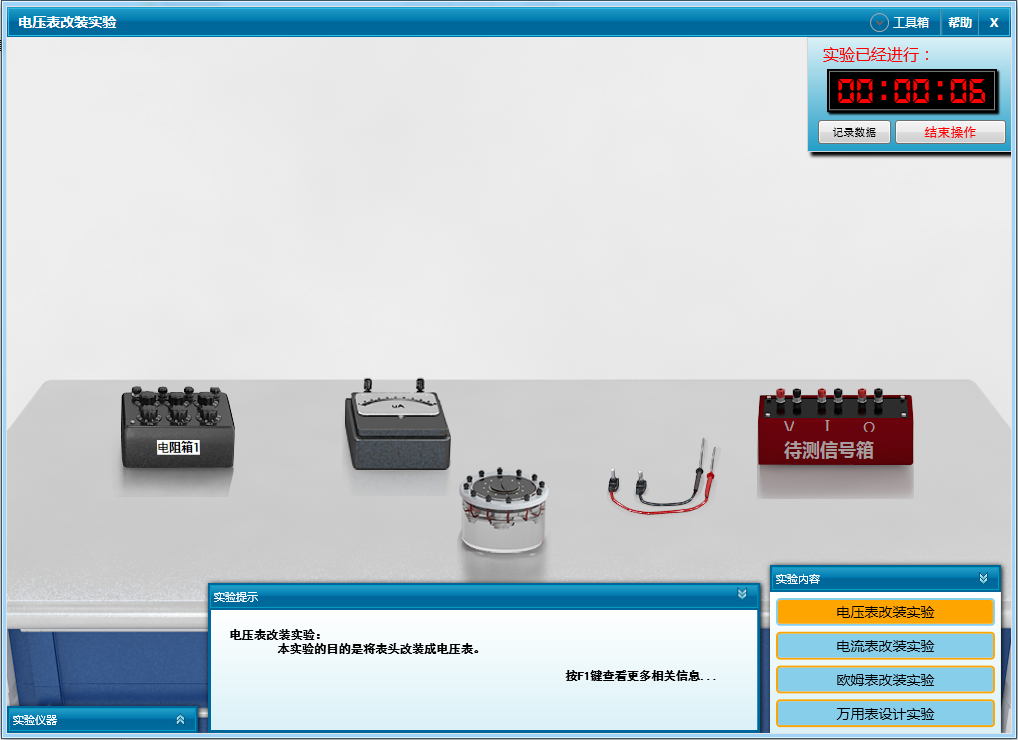 电压表改装实验
工具箱 帮助 X
实验已经进行：
00:00:06
记录数据 结束操作
uA
电阻箱1
V I Ω
待测信号箱
实验内容
电压表改装实验
电流表改装实验
欧姆表改装实验
万用表设计实验
实验提示
电压表改装实验：
本实验的目的是将表头改装成电压表。
按F1键查看更多相关信息...
实验仪器